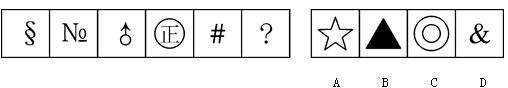 § № ♁ ㊣ # ? ☆ ▲ ◎ &
A B C D